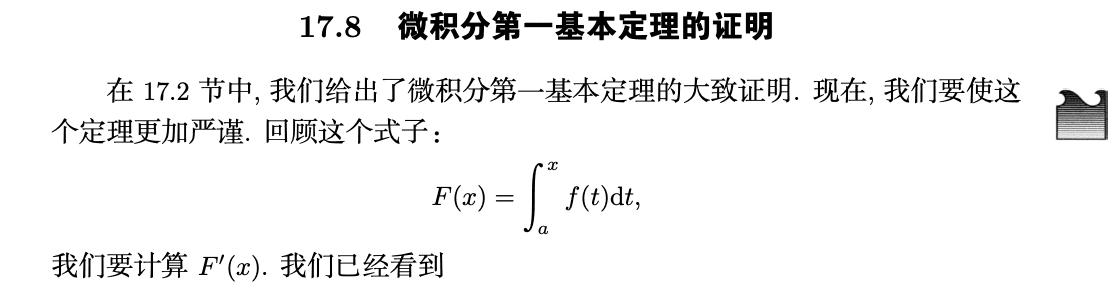 17.8 微积分第一基本定理的证明
在 17.2 节中, 我们给出了微积分第一基本定理的大致证明. 现在, 我们要使这
个定理更加严谨. 回顾这个式子:
F(x) = ∫_a^x f(t)dt,
我们要计算 F′(x). 我们已经看到